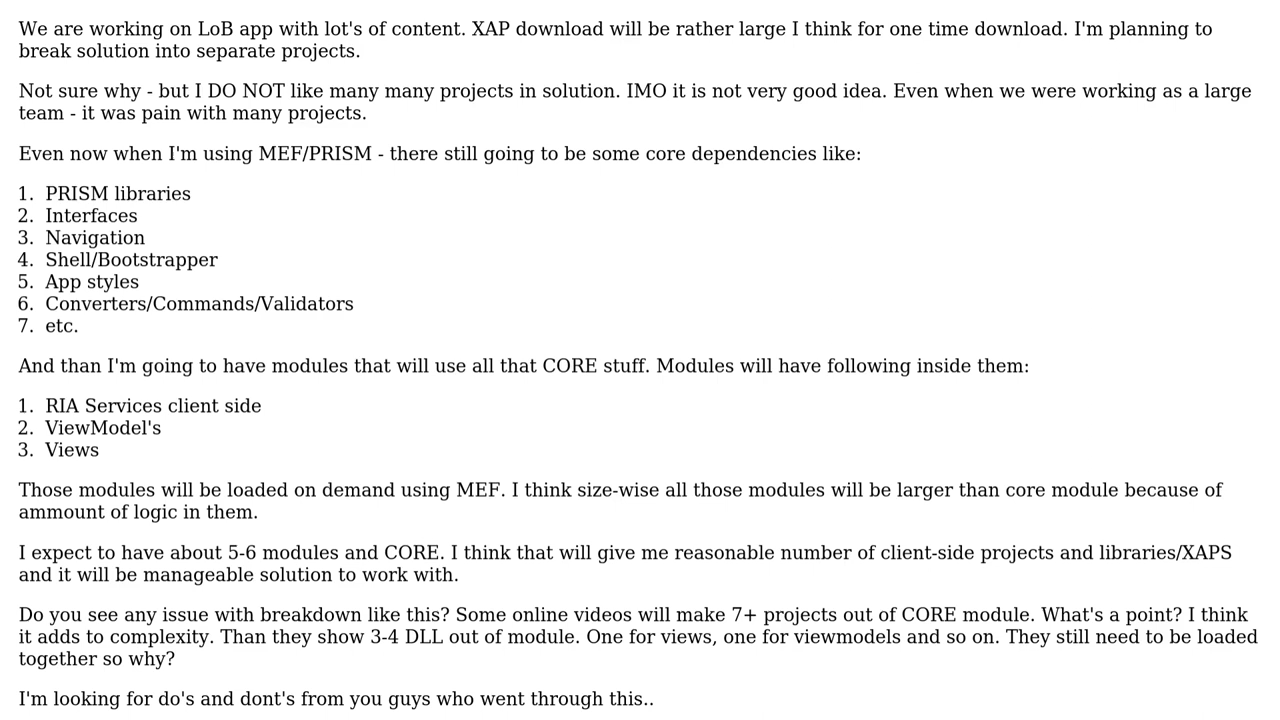 We are working on LoB app with lot's of content. XAP download will be rather large I think for one time download. I'm planning to
break solution into separate projects.
Not sure why - but I DO NOT like many many projects in solution. IMO it is not very good idea. Even when we were working as a large
team - it was pain with many projects.
Even now when I'm using MEF/PRISM - there still going to be some core dependencies like:
1. PRISM libraries
2. Interfaces
3. Navigation
4. Shell/Bootstrapper
5. App styles
6. Converters/Commands/Validators
7. etc.
And than I'm going to have modules that will use all that CORE stuff. Modules will have following inside them:
1. RIA Services client side
2. ViewModel's
3. Views
Those modules will be loaded on demand using MEF. I think size-wise all those modules will be larger than core module because of
ammount of logic in them.
I expect to have about 5-6 modules and CORE. I think that will give me reasonable number of client-side projects and libraries/XAPS
and it will be manageable solution to work with.
Do you see any issue with breakdown like this? Some online videos will make 7+ projects out of CORE module. What's a point? I think
it adds to complexity. Than they show 3-4 DLL out of module. One for views, one for viewmodels and so on. They still need to be loaded
together so why?
I'm looking for do's and dont's from you guys who went through this..